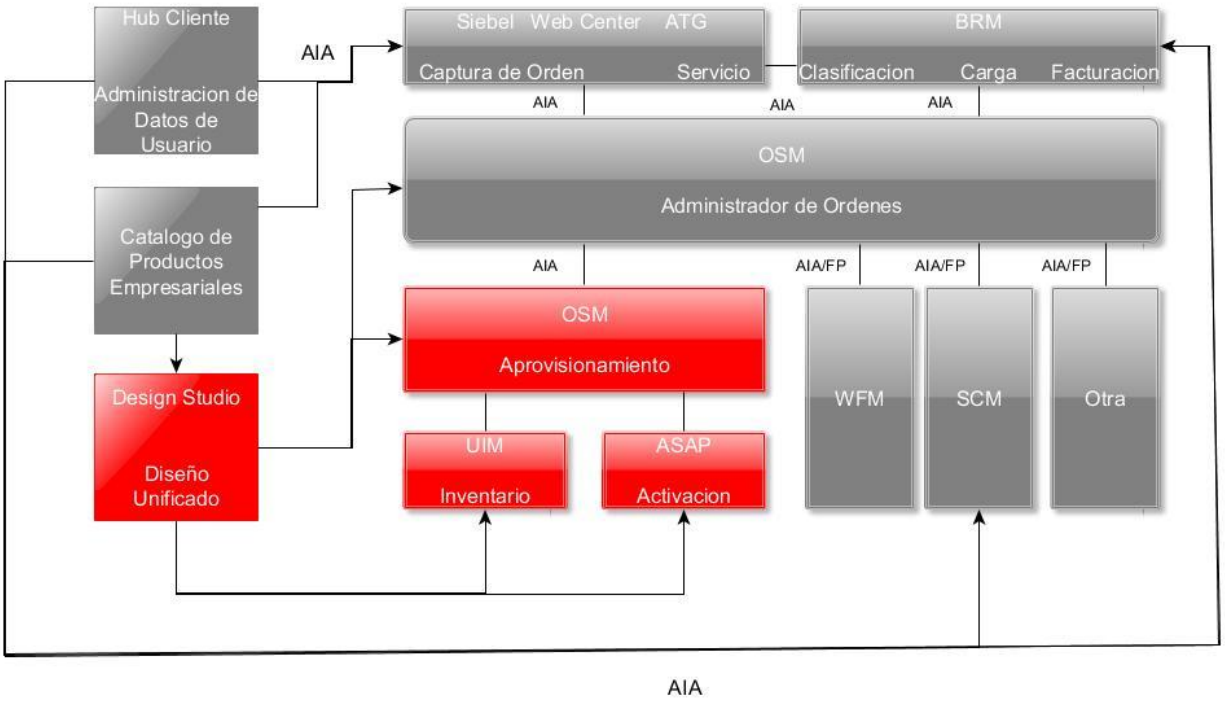 Hub Cliente
Administracion de
Datos de
Usuario
AIA
Siebel Web Center ATG
Captura de Orden Servicio
BRM
Clasificacion Carga Facturacion
AIA
AIA
AIA
OSM
Administrador de Ordenes
Catalogo de
Productos
Empresariales
AIA
AIA/FP
AIA/FP
AIA/FP
OSM
Aprovisionamiento
WFM
SCM
Otra
Design Studio
Diseño
Unificado
UIM
Inventario
ASAP
Activacion
AIA